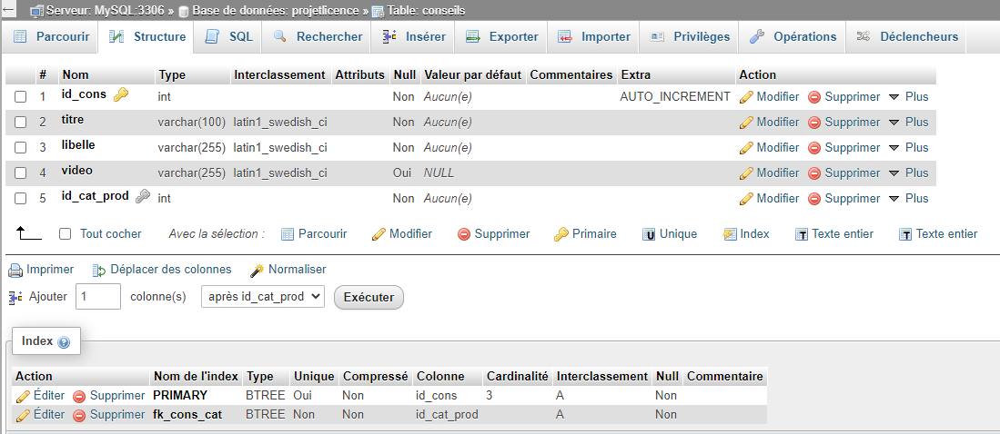 Serveur: MySQL:3306 » Base de données: projetlicence » Table: conseils
Parcourir Structure SQL Rechercher Insérer Exporter Importer Privilèges Opérations Déclencheurs
# Nom Type Interclassement Attributs Null Valeur par défaut Commentaires Extra Action
1 id_cons int Non Aucun(e) AUTO_INCREMENT Modifier Supprimer Plus
2 titre varchar(100) latin1_swedish_ci Non Aucun(e) Modifier Supprimer Plus
3 libelle varchar(255) latin1_swedish_ci Non Aucun(e) Modifier Supprimer Plus
4 video varchar(255) latin1_swedish_ci Oui NULL Modifier Supprimer Plus
5 id_cat_prod int Non Aucun(e) Modifier Supprimer Plus
Tout cocher Avec la sélection : Parcourir Modifier Supprimer Primaire Unique Index Texte entier Texte entier
Imprimer Déplacer des colonnes Normaliser
Ajouter 1 colonne(s) après id_cat_prod Exécuter
Index
Action Nom de l'index Type Unique Compressé Colonne Cardinalité Interclassement Null Commentaire
Éditer Supprimer PRIMARY BTREE Oui Non id_cons 3 A Non
Éditer Supprimer fk_cons_cat BTREE Non Non id_cat_prod A Non